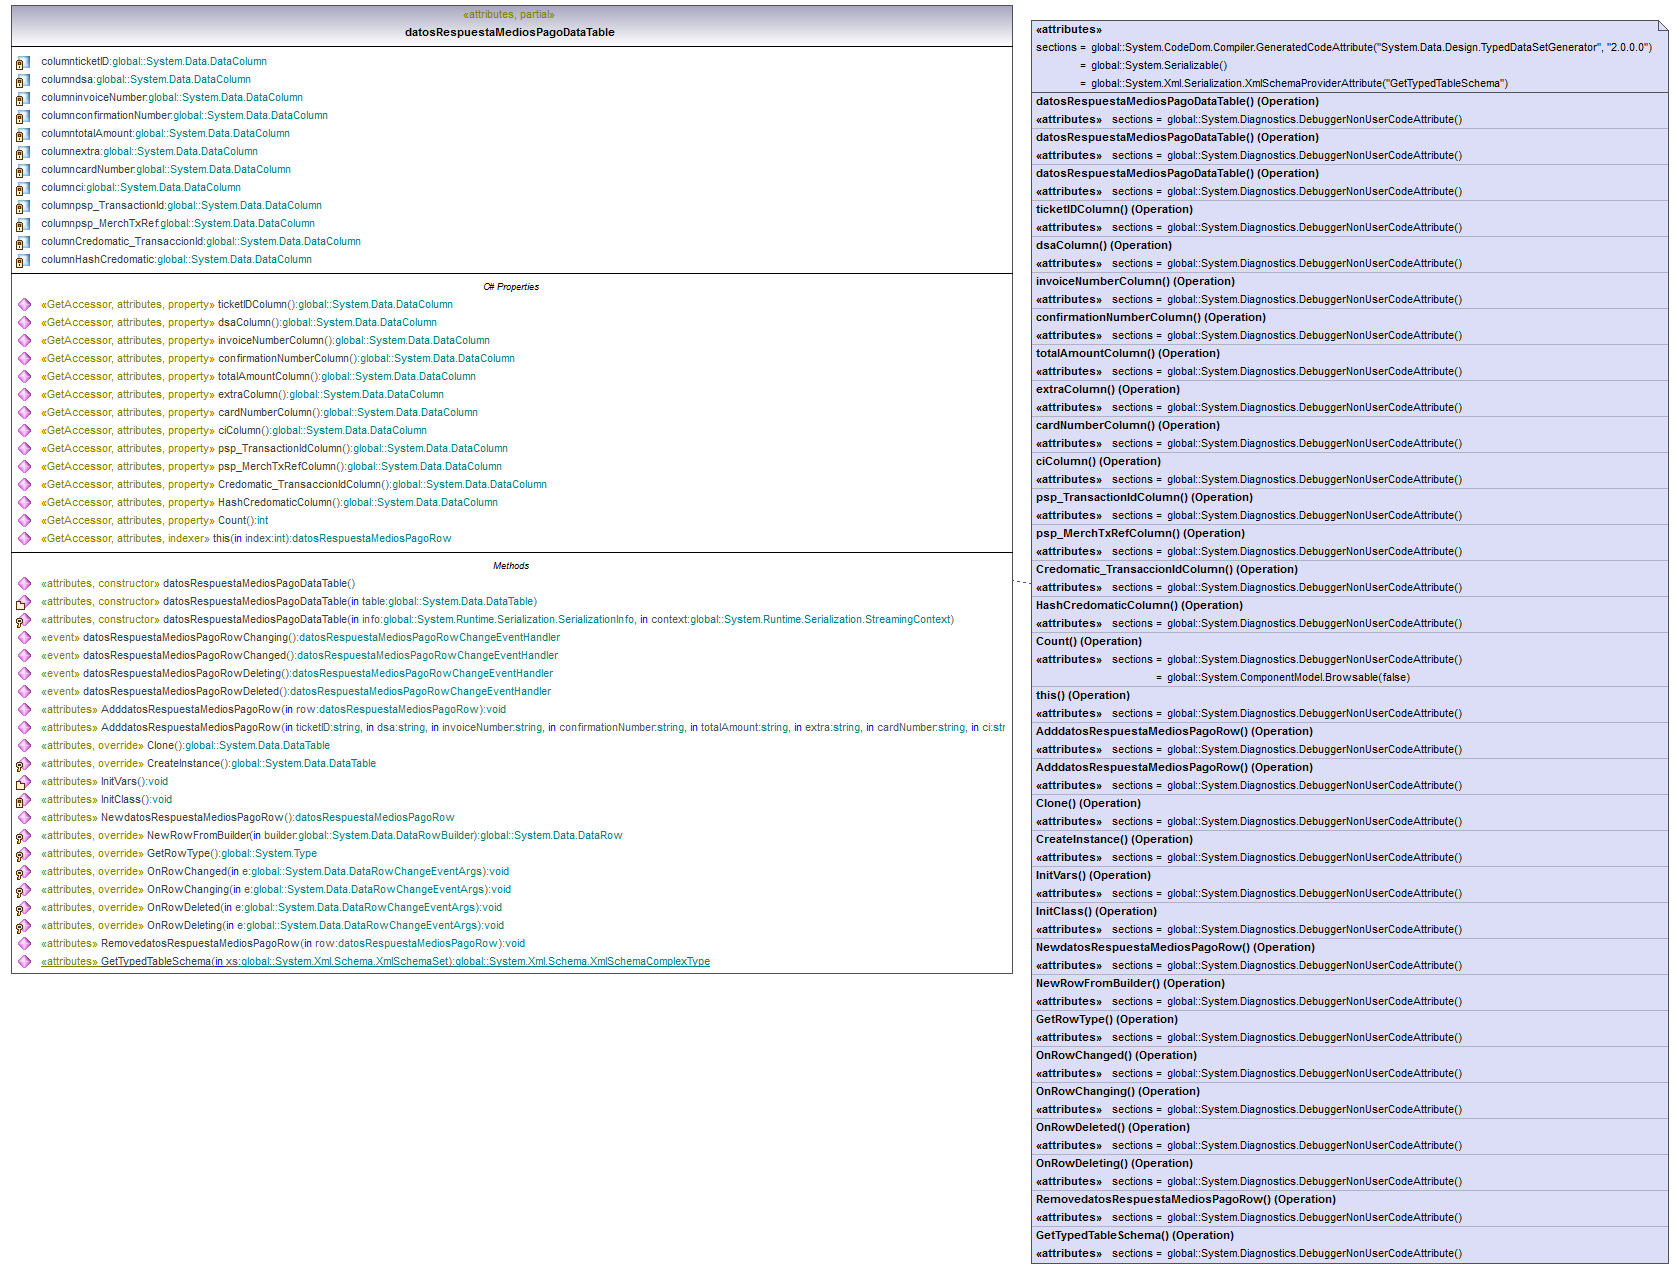 «attributes, partial»
datosRespuestaMediosPagoDataTable
columnticketID:global::System.Data.DataColumn
columndsa:global::System.Data.DataColumn
columninvoiceNumber:global::System.Data.DataColumn
columnconfirmationNumber:global::System.Data.DataColumn
columntotalAmount:global::System.Data.DataColumn
columnextra:global::System.Data.DataColumn
columncardNumber:global::System.Data.DataColumn
columnci:global::System.Data.DataColumn
columnpsp_TransactionId:global::System.Data.DataColumn
columnpsp_MerchTxRef:global::System.Data.DataColumn
columnCredomatic_TransaccionId:global::System.Data.DataColumn
columnHashCredomatic:global::System.Data.DataColumn
C# Properties
«GetAccessor, attributes, property» ticketIDColumn():global::System.Data.DataColumn
«GetAccessor, attributes, property» dsaColumn():global::System.Data.DataColumn
«GetAccessor, attributes, property» invoiceNumberColumn():global::System.Data.DataColumn
«GetAccessor, attributes, property» confirmationNumberColumn():global::System.Data.DataColumn
«GetAccessor, attributes, property» totalAmountColumn():global::System.Data.DataColumn
«GetAccessor, attributes, property» extraColumn():global::System.Data.DataColumn
«GetAccessor, attributes, property» cardNumberColumn():global::System.Data.DataColumn
«GetAccessor, attributes, property» ciColumn():global::System.Data.DataColumn
«GetAccessor, attributes, property» psp_TransactionIdColumn():global::System.Data.DataColumn
«GetAccessor, attributes, property» psp_MerchTxRefColumn():global::System.Data.DataColumn
«GetAccessor, attributes, property» Credomatic_TransaccionIdColumn():global::System.Data.DataColumn
«GetAccessor, attributes, property» HashCredomaticColumn():global::System.Data.DataColumn
«GetAccessor, attributes, property» Count():int
«GetAccessor, attributes, indexer» this(in index:int):datosRespuestaMediosPagoRow
Methods
«attributes, constructor» datosRespuestaMediosPagoDataTable()
«attributes, constructor» datosRespuestaMediosPagoDataTable(in table:global::System.Data.DataTable)
«attributes, constructor» datosRespuestaMediosPagoDataTable(in info:global::System.Runtime.Serialization.SerializationInfo, in context:global::System.Runtime.Serialization.StreamingContext)
«event» datosRespuestaMediosPagoRowChanging():datosRespuestaMediosPagoRowChangeEventHandler
«event» datosRespuestaMediosPagoRowChanged():datosRespuestaMediosPagoRowChangeEventHandler
«event» datosRespuestaMediosPagoRowDeleting():datosRespuestaMediosPagoRowChangeEventHandler
«event» datosRespuestaMediosPagoRowDeleted():datosRespuestaMediosPagoRowChangeEventHandler
«attributes» AdddatosRespuestaMediosPagoRow(in row:datosRespuestaMediosPagoRow):void
«attributes» AdddatosRespuestaMediosPagoRow(in ticketID:string, in dsa:string, in invoiceNumber:string, in confirmationNumber:string, in totalAmount:string, in extra:string, in cardNumber:string, in ci:str
«attributes, override» Clone():global::System.Data.DataTable
«attributes, override» CreateInstance():global::System.Data.DataTable
«attributes» InitVars():void
«attributes» InitClass():void
«attributes» NewdatosRespuestaMediosPagoRow():datosRespuestaMediosPagoRow
«attributes, override» NewRowFromBuilder(in builder:global::System.Data.DataRowBuilder):global::System.Data.DataRow
«attributes, override» GetRowType():global::System.Type
«attributes, override» OnRowChanged(in e:global::System.Data.DataRowChangeEventArgs):void
«attributes, override» OnRowChanging(in e:global::System.Data.DataRowChangeEventArgs):void
«attributes, override» OnRowDeleted(in e:global::System.Data.DataRowChangeEventArgs):void
«attributes, override» OnRowDeleting(in e:global::System.Data.DataRowChangeEventArgs):void
«attributes» RemovedatosRespuestaMediosPagoRow(in row:datosRespuestaMediosPagoRow):void
«attributes» GetTypedTableSchema(in xs:global::System.Xml.Schema.XmlSchemaSet):global::System.Xml.Schema.XmlSchemaComplexType
«attributes»
sections = global::System.CodeDom.Compiler.GeneratedCodeAttribute("System.Data.Design.TypedDataSetGenerator", "2.0.0.0")
= global::System.Serializable()
= global::System.Xml.Serialization.XmlSchemaProviderAttribute("GetTypedTableSchema")
datosRespuestaMediosPagoDataTable() (Operation)
«attributes» sections = global::System.Diagnostics.DebuggerNonUserCodeAttribute()
datosRespuestaMediosPagoDataTable() (Operation)
«attributes» sections = global::System.Diagnostics.DebuggerNonUserCodeAttribute()
datosRespuestaMediosPagoDataTable() (Operation)
«attributes» sections = global::System.Diagnostics.DebuggerNonUserCodeAttribute()
ticketIDColumn() (Operation)
«attributes» sections = global::System.Diagnostics.DebuggerNonUserCodeAttribute()
dsaColumn() (Operation)
«attributes» sections = global::System.Diagnostics.DebuggerNonUserCodeAttribute()
invoiceNumberColumn() (Operation)
«attributes» sections = global::System.Diagnostics.DebuggerNonUserCodeAttribute()
confirmationNumberColumn() (Operation)
«attributes» sections = global::System.Diagnostics.DebuggerNonUserCodeAttribute()
totalAmountColumn() (Operation)
«attributes» sections = global::System.Diagnostics.DebuggerNonUserCodeAttribute()
extraColumn() (Operation)
«attributes» sections = global::System.Diagnostics.DebuggerNonUserCodeAttribute()
cardNumberColumn() (Operation)
«attributes» sections = global::System.Diagnostics.DebuggerNonUserCodeAttribute()
ciColumn() (Operation)
«attributes» sections = global::System.Diagnostics.DebuggerNonUserCodeAttribute()
psp_TransactionIdColumn() (Operation)
«attributes» sections = global::System.Diagnostics.DebuggerNonUserCodeAttribute()
psp_MerchTxRefColumn() (Operation)
«attributes» sections = global::System.Diagnostics.DebuggerNonUserCodeAttribute()
Credomatic_TransaccionIdColumn() (Operation)
«attributes» sections = global::System.Diagnostics.DebuggerNonUserCodeAttribute()
HashCredomaticColumn() (Operation)
«attributes» sections = global::System.Diagnostics.DebuggerNonUserCodeAttribute()
Count() (Operation)
«attributes» sections = global::System.Diagnostics.DebuggerNonUserCodeAttribute()
= global::System.ComponentModel.Browsable(false)
this() (Operation)
«attributes» sections = global::System.Diagnostics.DebuggerNonUserCodeAttribute()
AdddatosRespuestaMediosPagoRow() (Operation)
«attributes» sections = global::System.Diagnostics.DebuggerNonUserCodeAttribute()
AdddatosRespuestaMediosPagoRow() (Operation)
«attributes» sections = global::System.Diagnostics.DebuggerNonUserCodeAttribute()
Clone() (Operation)
«attributes» sections = global::System.Diagnostics.DebuggerNonUserCodeAttribute()
CreateInstance() (Operation)
«attributes» sections = global::System.Diagnostics.DebuggerNonUserCodeAttribute()
InitVars() (Operation)
«attributes» sections = global::System.Diagnostics.DebuggerNonUserCodeAttribute()
InitClass() (Operation)
«attributes» sections = global::System.Diagnostics.DebuggerNonUserCodeAttribute()
NewdatosRespuestaMediosPagoRow() (Operation)
«attributes» sections = global::System.Diagnostics.DebuggerNonUserCodeAttribute()
NewRowFromBuilder() (Operation)
«attributes» sections = global::System.Diagnostics.DebuggerNonUserCodeAttribute()
GetRowType() (Operation)
«attributes» sections = global::System.Diagnostics.DebuggerNonUserCodeAttribute()
OnRowChanged() (Operation)
«attributes» sections = global::System.Diagnostics.DebuggerNonUserCodeAttribute()
OnRowChanging() (Operation)
«attributes» sections = global::System.Diagnostics.DebuggerNonUserCodeAttribute()
OnRowDeleted() (Operation)
«attributes» sections = global::System.Diagnostics.DebuggerNonUserCodeAttribute()
OnRowDeleting() (Operation)
«attributes» sections = global::System.Diagnostics.DebuggerNonUserCodeAttribute()
RemovedatosRespuestaMediosPagoRow() (Operation)
«attributes» sections = global::System.Diagnostics.DebuggerNonUserCodeAttribute()
GetTypedTableSchema() (Operation)
«attributes» sections = global::System.Diagnostics.DebuggerNonUserCodeAttribute()